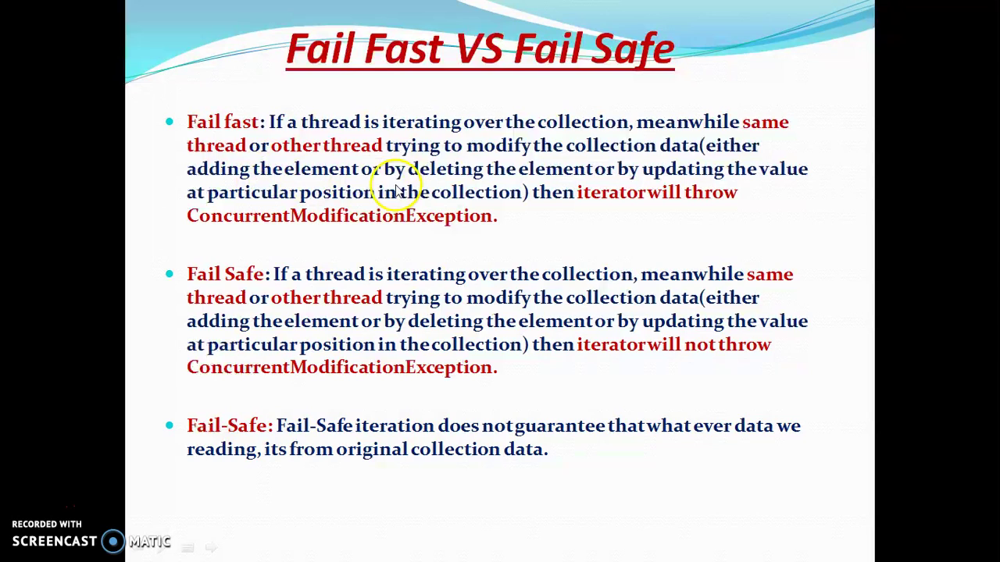 Fail Fast VS Fail Safe
Fail fast: If a thread is iterating over the collection, meanwhile same
thread or other thread trying to modify the collection data(either
adding the element or by deleting the element or by updating the value
at particular position in the collection) then iterator will throw
ConcurrentModificationException.
Fail Safe: If a thread is iterating over the collection, meanwhile same
thread or other thread trying to modify the collection data(either
adding the element or by deleting the element or by updating the value
at particular position in the collection) then iterator will not throw
ConcurrentModificationException.
Fail-Safe: Fail-Safe iteration does not guarantee that what ever data we
reading, its from original collection data.
RECORDED WITH
SCREENCAST MATIC